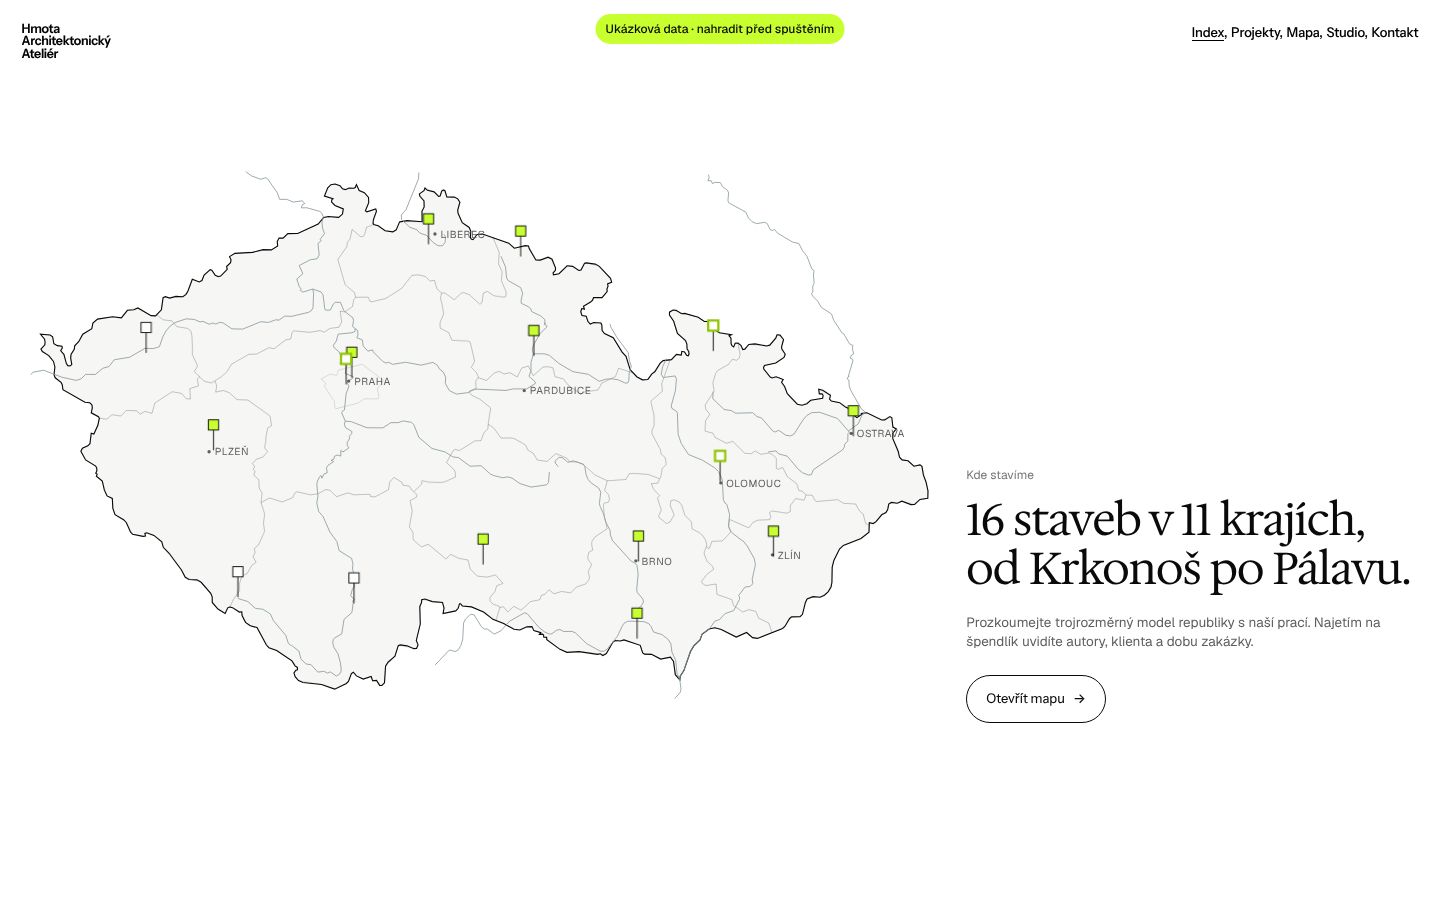 Hmota
Architektonický
Ateliér
Ukázková data · nahradit před spuštěním
Index, Projekty, Mapa, Studio, Kontakt
LIBEREC
PRAHA
PARDUBICE
PLZEŇ
OSTRAVA
OLOMOUC
BRNO
ZLÍN
Kde stavíme
16 staveb v 11 krajích,
od Krkonoš po Pálavu.
Prozkoumejte trojrozměrný model republiky s naší prací. Najetím na
špendlík uvidíte autory, klienta a dobu zakázky.
Otevřít mapu →